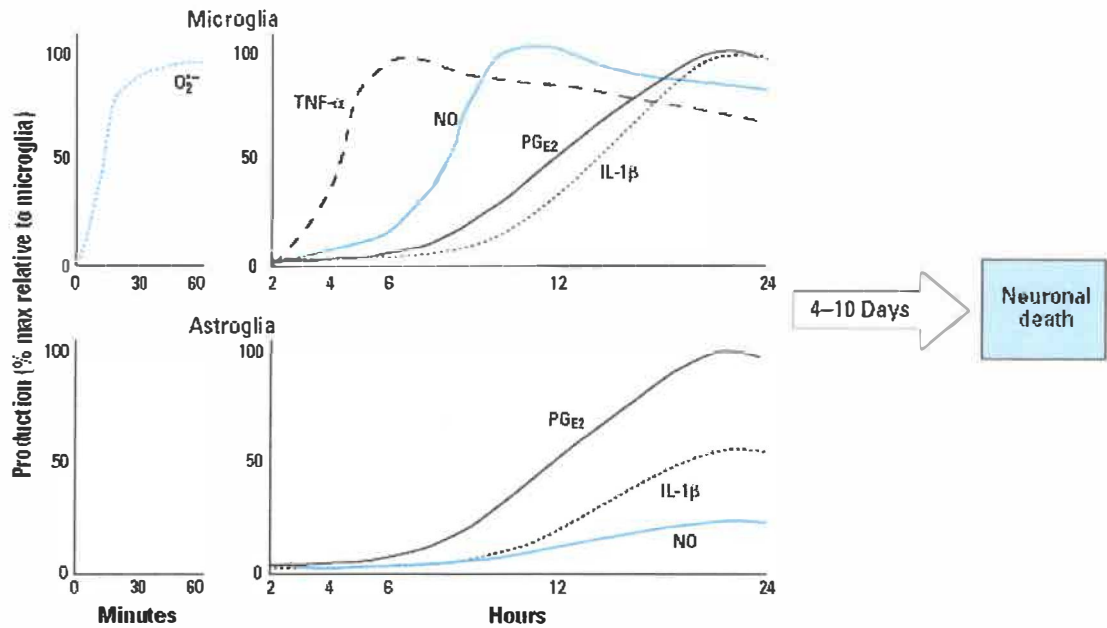 Microglia
Production (% max relative to microglia)
100
50
0
O₂•−
0 30 60
100
50
0
TNF-α
NO
PGE2
IL-1β
2 4 6 12 24
4–10 Days
Neuronal
death
Astroglia
100
50
0
0 30 60
Minutes
100
50
0
PGE2
IL-1β
NO
2 4 6 12 24
Hours